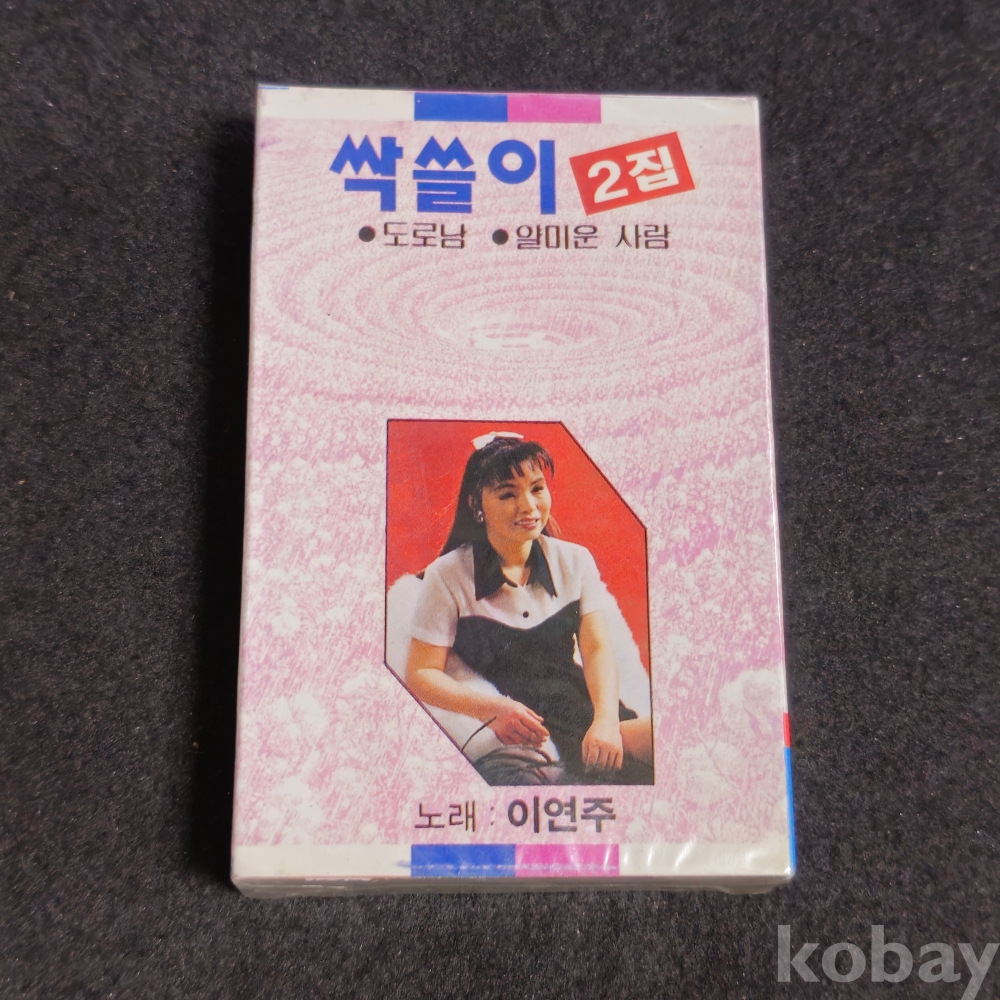 싹쓸이 2집
●도로남 ●얄미운 사람
노래 : 이연주
kobay